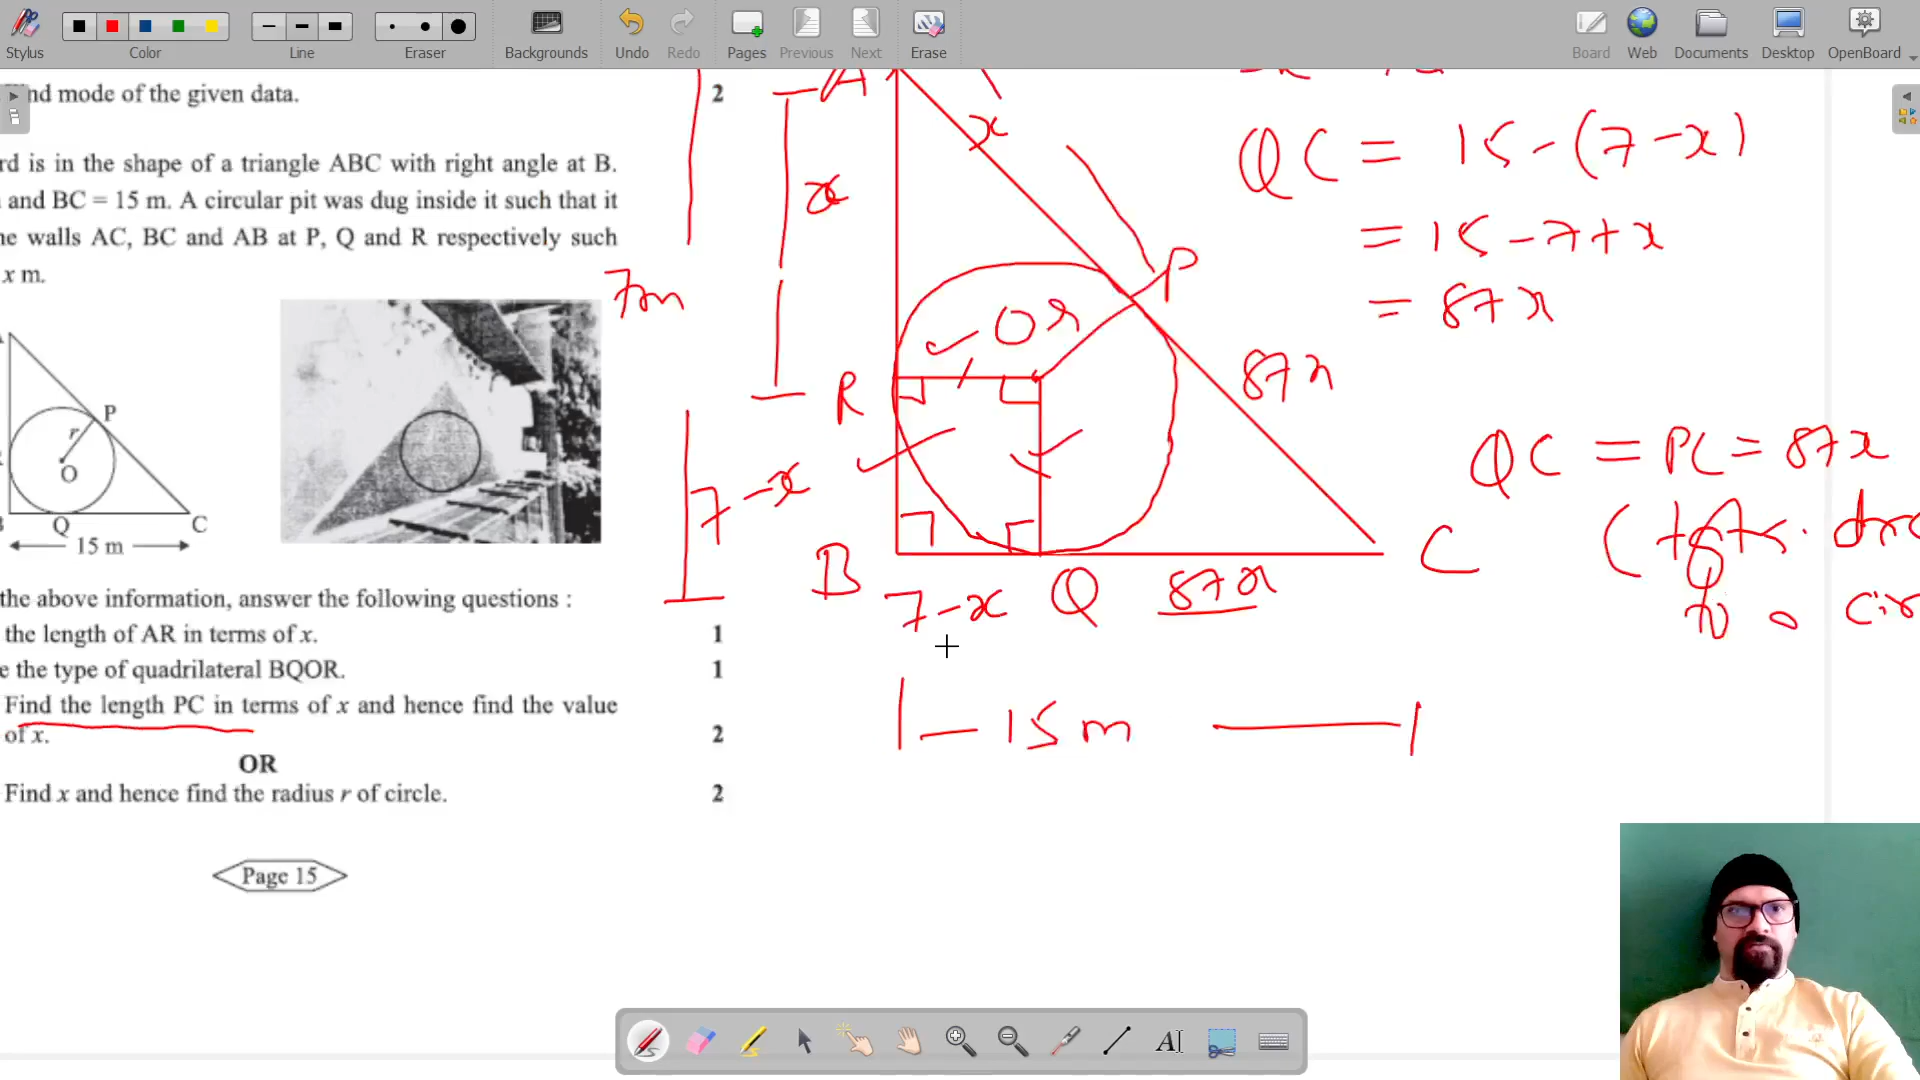 Stylus
Color
Line
Eraser
Backgrounds
Undo
Redo
Pages
Previous
Next
Erase
Board
Web
Documents
Desktop
OpenBoard
nd mode of the given data.
2
rd is in the shape of a triangle ABC with right angle at B.
and BC = 15 m. A circular pit was dug inside it such that it
ne walls AC, BC and AB at P, Q and R respectively such
x m.
P
r
O
Q
C
15 m
the above information, answer the following questions :
the length of AR in terms of x.
1
e the type of quadrilateral BQOR.
1
Find the length PC in terms of x and hence find the value
of x.
2
OR
Find x and hence find the radius r of circle.
2
Page 15
A
x
x
7m
P
O r
R
8+x
7-x
B
7-x
Q
8+x
C
15 m
QC = 15-(7-x)
= 15-7+x
= 8+x
QC = PC = 8+x
to a cir